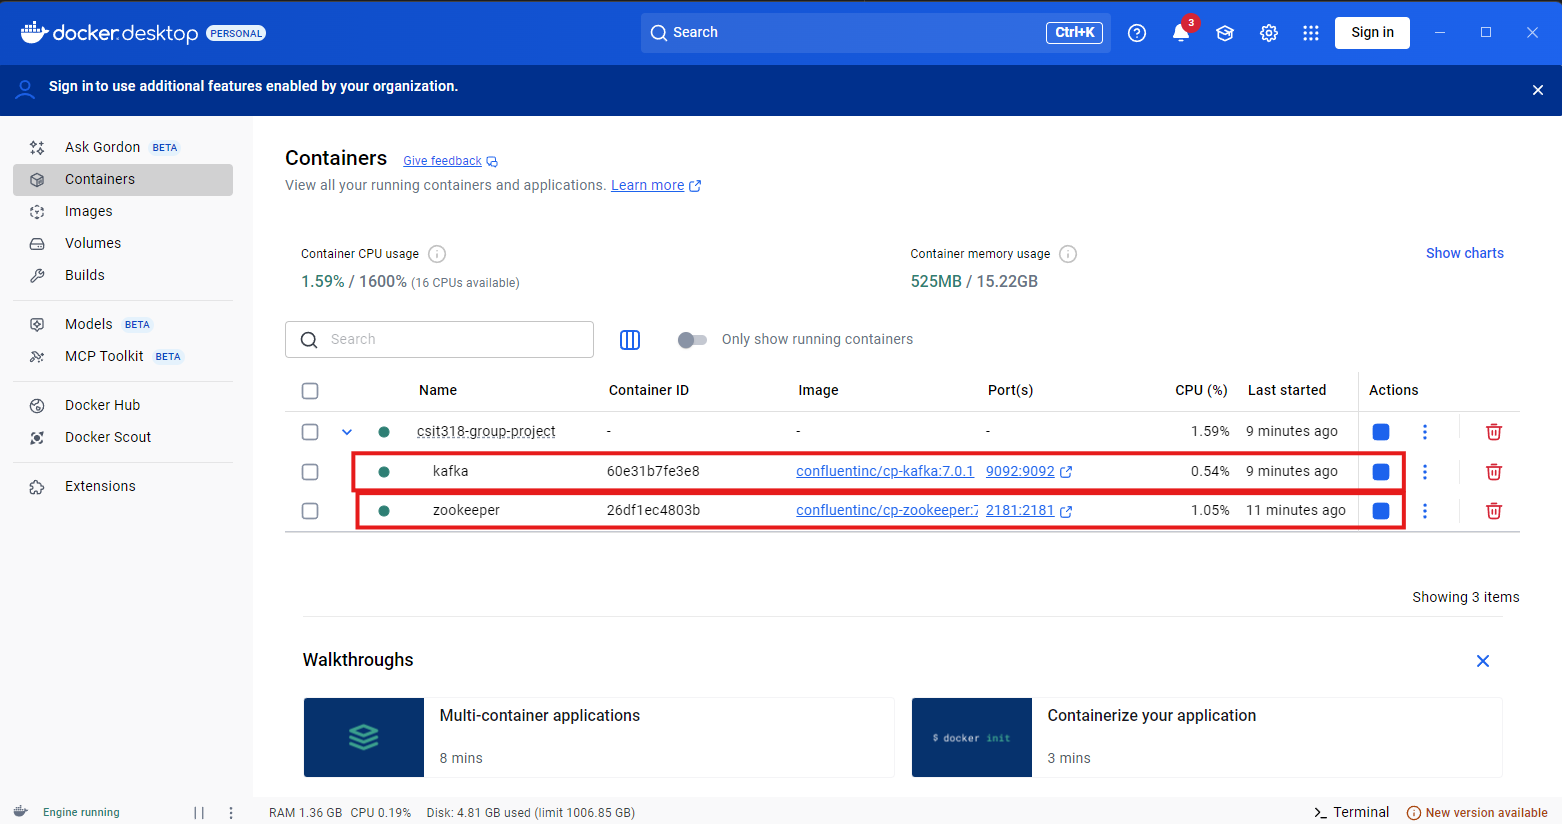 docker.desktop PERSONAL
Search Ctrl+K
3
Sign in
Sign in to use additional features enabled by your organization.
Ask Gordon BETA
Containers
Images
Volumes
Builds
Models BETA
MCP Toolkit BETA
Docker Hub
Docker Scout
Extensions
Containers Give feedback
View all your running containers and applications. Learn more
Container CPU usage
1.59% / 1600% (16 CPUs available)
Container memory usage
525MB / 15.22GB
Show charts
Search
Only show running containers
Name Container ID Image Port(s) CPU (%) Last started Actions
csit318-group-project - - - 1.59% 9 minutes ago
kafka 60e31b7fe3e8 confluentinc/cp-kafka:7.0.1 9092:9092 0.54% 9 minutes ago
zookeeper 26df1ec4803b confluentinc/cp-zookeeper:7 2181:2181 1.05% 11 minutes ago
Showing 3 items
Walkthroughs
Multi-container applications
8 mins
$ docker init
Containerize your application
3 mins
Engine running
RAM 1.36 GB CPU 0.19% Disk: 4.81 GB used (limit 1006.85 GB)
>_ Terminal
New version available